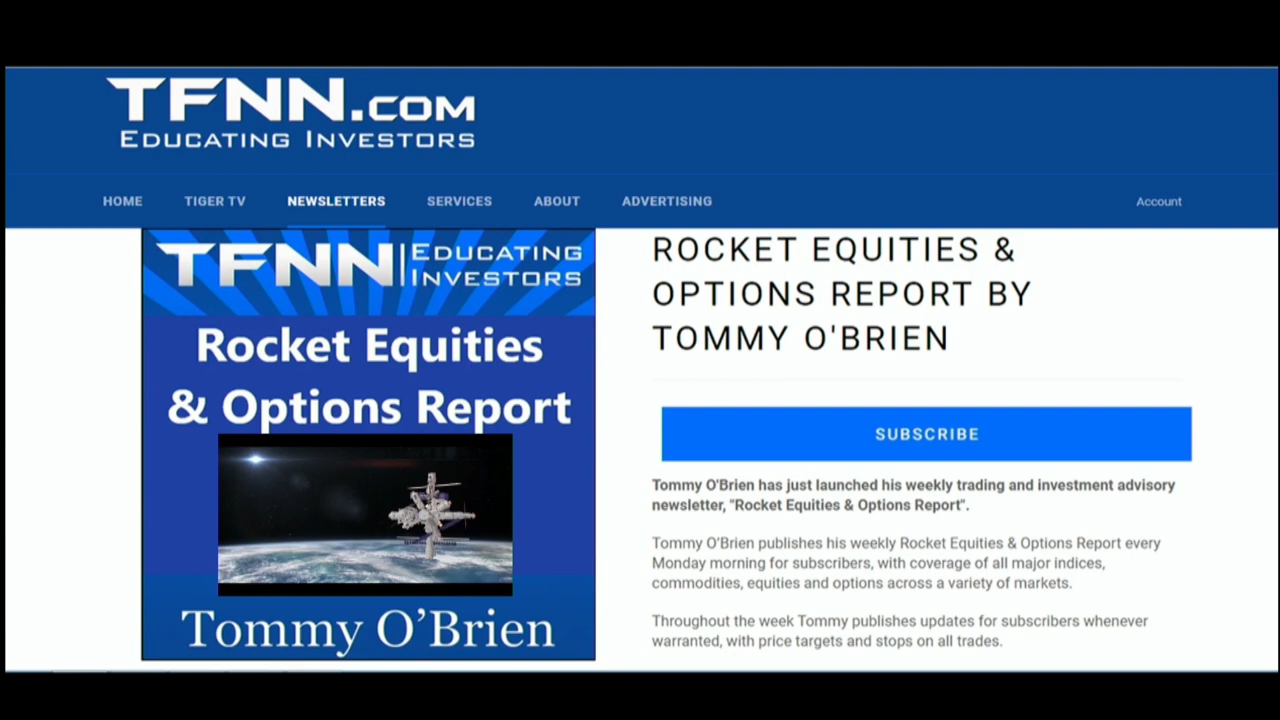 TFNN.COM
EDUCATING INVESTORS
HOME
TIGER TV
NEWSLETTERS
SERVICES
ABOUT
ADVERTISING
Account
TFNN
EDUCATING
INVESTORS
Rocket Equities
& Options Report
Tommy O’Brien
ROCKET EQUITIES &
OPTIONS REPORT BY
TOMMY O'BRIEN
SUBSCRIBE
Tommy O'Brien has just launched his weekly trading and investment advisory
newsletter, "Rocket Equities & Options Report".
Tommy O’Brien publishes his weekly Rocket Equities & Options Report every
Monday morning for subscribers, with coverage of all major indices,
commodities, equities and options across a variety of markets.
Throughout the week Tommy publishes updates for subscribers whenever
warranted, with price targets and stops on all trades.